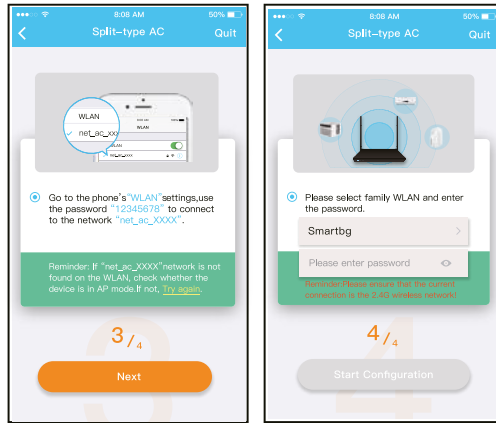 8:08 AM
50%
Split-type AC
Quit
WLAN
net_ac_xxx
WLAN
WLAN
Go to the phone's"WLAN"settings,use
the password "12345678" to connect
to the network "net_ac_XXXX".
Reminder: If "net_ac_XXXX"network is not
found on the WLAN, check whether the
device is in AP mode.If not, Try again.
3/4
Next
8:08 AM
50%
Split-type AC
Quit
Please select family WLAN and enter
the password.
Smartbg
Please enter password
Reminder:Please ensure that the current
connection is the 2.4G wireless network!
4/4
Start Configuration